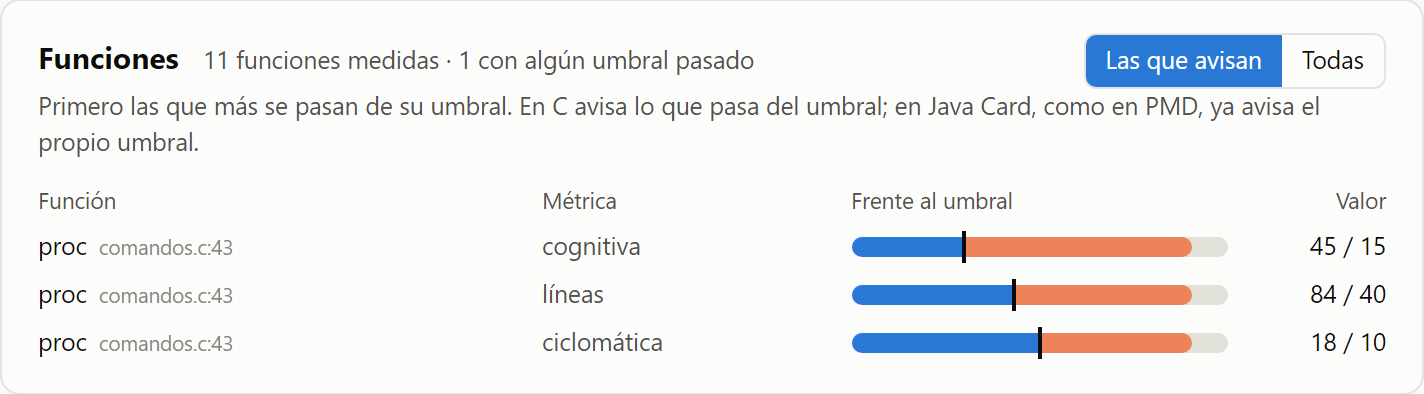 Funciones 11 funciones medidas · 1 con algún umbral pasado Las que avisan Todas
Primero las que más se pasan de su umbral. En C avisa lo que pasa del umbral; en Java Card, como en PMD, ya avisa el
propio umbral.
Función Métrica Frente al umbral Valor
proc comandos.c:43 cognitiva 45 / 15
proc comandos.c:43 líneas 84 / 40
proc comandos.c:43 ciclomática 18 / 10